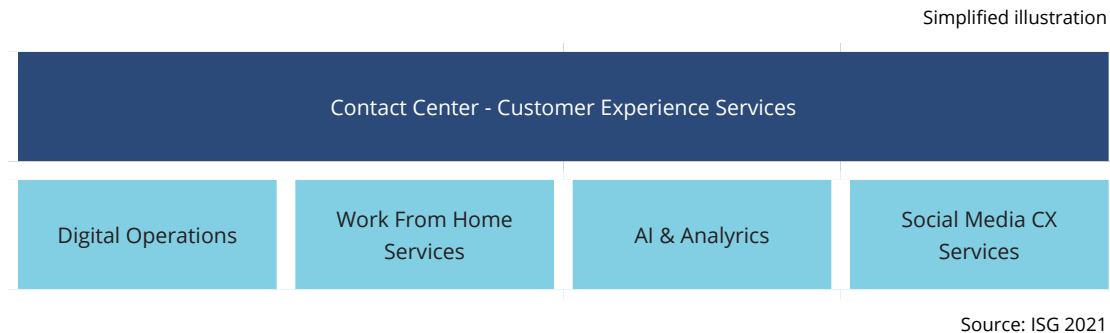 Simplified illustration
Contact Center - Customer Experience Services
Digital Operations
Work From Home
Services
AI & Analyrics
Social Media CX
Services
Source: ISG 2021